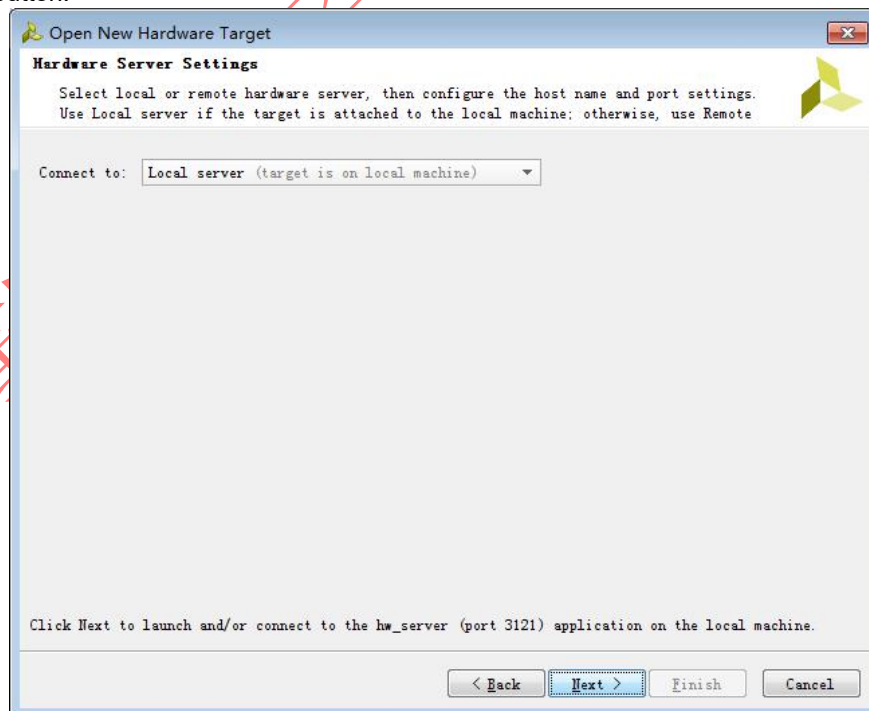 Open New Hardware Target
Hardware Server Settings
Select local or remote hardware server, then configure the host name and port settings.
Use Local server if the target is attached to the local machine; otherwise, use Remote
Connect to: Local server (target is on local machine)
Click Next to launch and/or connect to the hw_server (port 3121) application on the local machine.
< Back Next > Finish Cancel